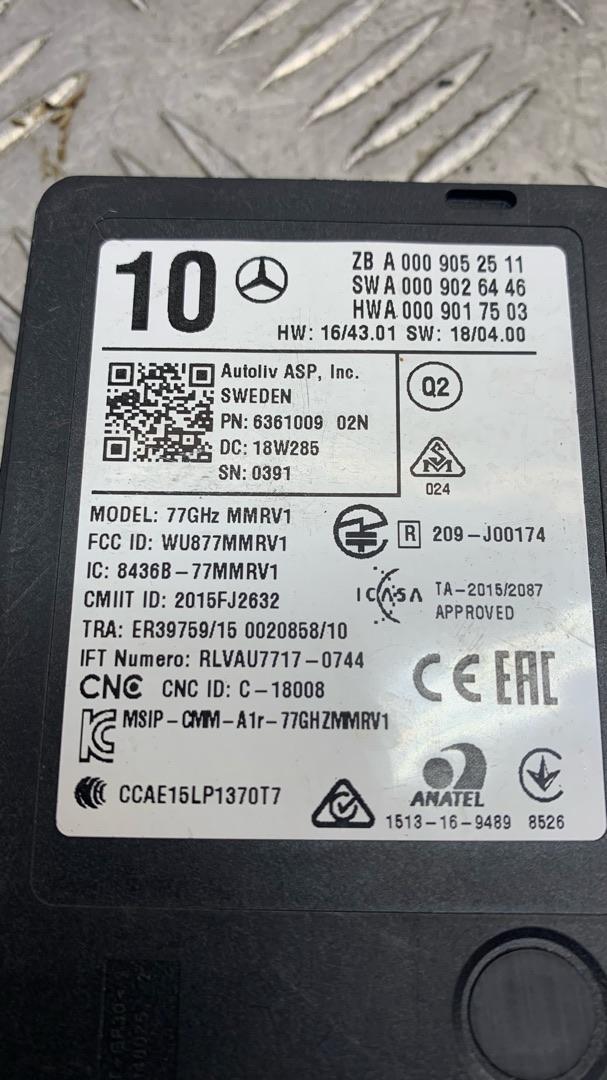 10
ZB A 000 905 25 11
SW A 000 902 64 46
HW A 000 901 75 03
HW: 16/43.01 SW: 18/04.00
Autoliv ASP, Inc.
SWEDEN
PN: 6361009 02N
DC: 18W285
SN: 0391
Q2
SM
024
MODEL: 77GHz MMRV1
FCC ID: WU877MMRV1
R 209-J00174
IC: 8436B-77MMRV1
CMIIT ID: 2015FJ2632
ICASA TA-2015/2087
APPROVED
TRA: ER39759/15 0020858/10
IFT Numero: RLVAU7717-0744
CNC CNC ID: C-18008
CE EAC
MSIP-CMM-A1r-77GHZMMRV1
CCAE15LP1370T7
ANATEL
1513-16-9489 8526